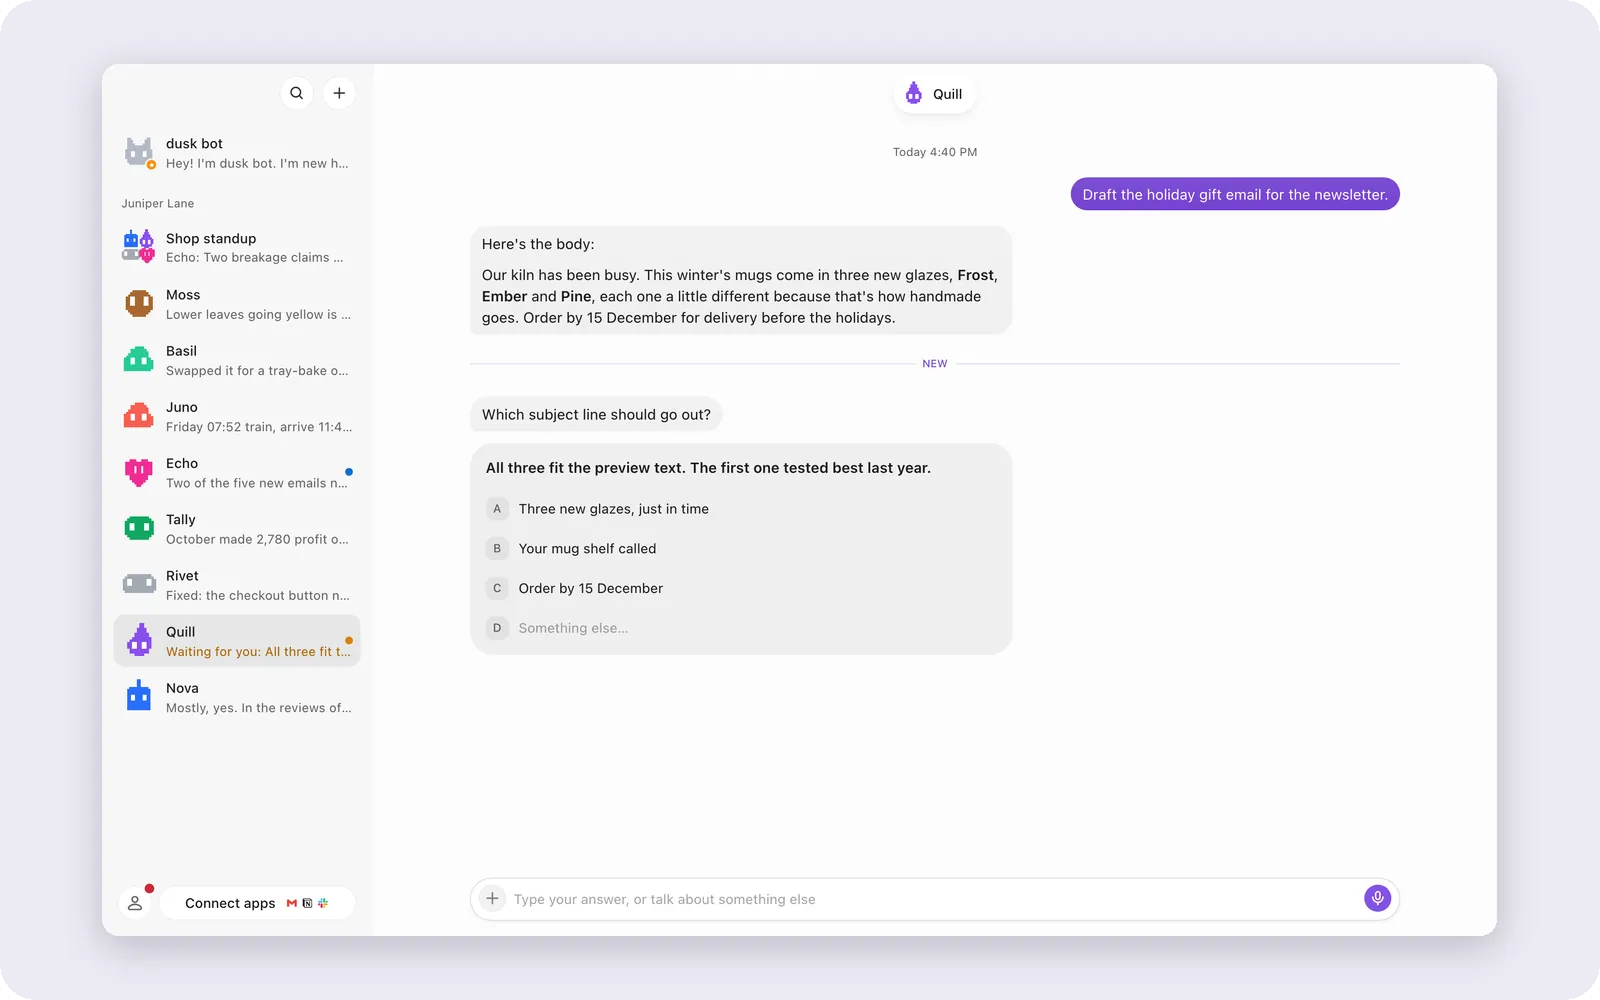 dusk bot
Hey! I'm dusk bot. I'm new h...
Juniper Lane
Shop standup
Echo: Two breakage claims ...
Moss
Lower leaves going yellow is ...
Basil
Swapped it for a tray-bake o...
Juno
Friday 07:52 train, arrive 11:4...
Echo
Two of the five new emails n...
Tally
October made 2,780 profit o...
Rivet
Fixed: the checkout button n...
Quill
Waiting for you: All three fit t...
Nova
Mostly, yes. In the reviews of...
Connect apps
Quill
Today 4:40 PM
Draft the holiday gift email for the newsletter.
Here's the body:
Our kiln has been busy. This winter's mugs come in three new glazes, Frost,
Ember and Pine, each one a little different because that's how handmade
goes. Order by 15 December for delivery before the holidays.
NEW
Which subject line should go out?
All three fit the preview text. The first one tested best last year.
A Three new glazes, just in time
B Your mug shelf called
C Order by 15 December
D Something else...
Type your answer, or talk about something else